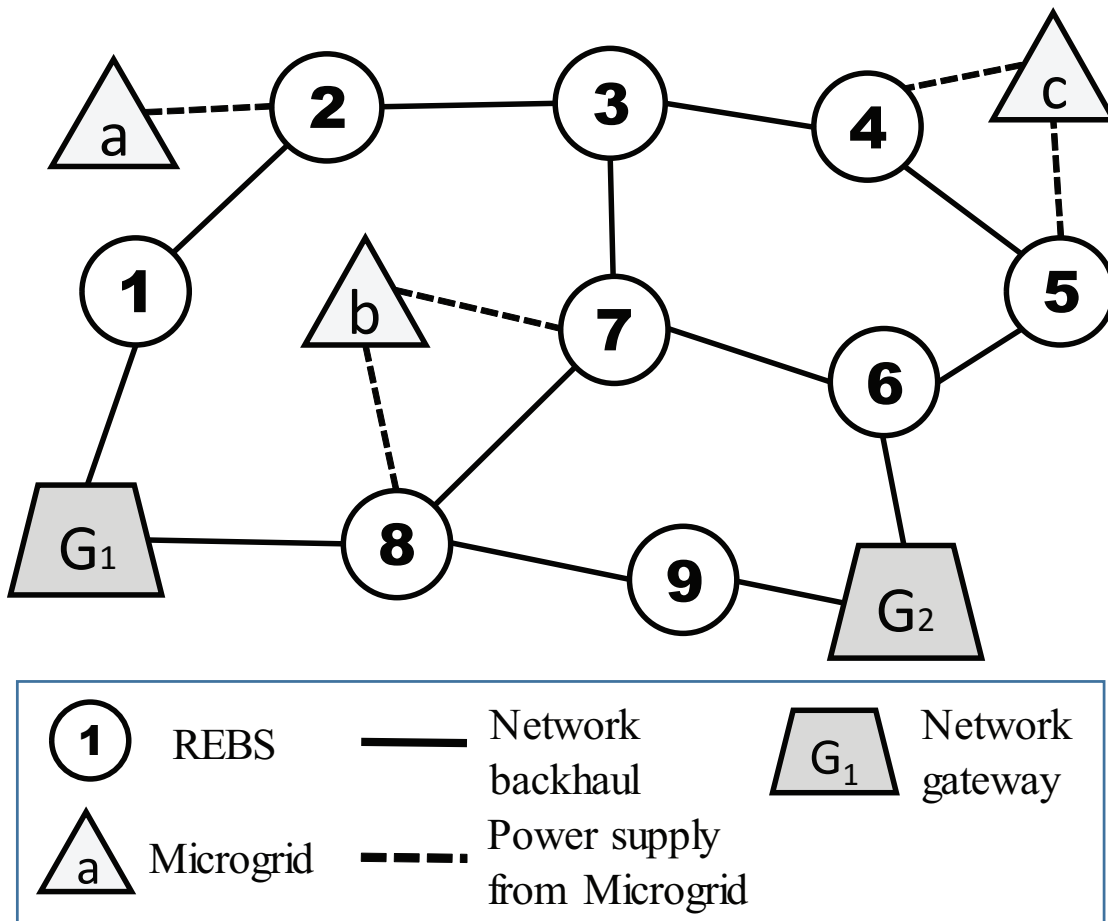 a
2
3
4
c
1
b
7
5
6
G1
8
9
G2
1
REBS
Network
backhaul
G1
Network
gateway
a
Microgrid
Power supply
from Microgrid